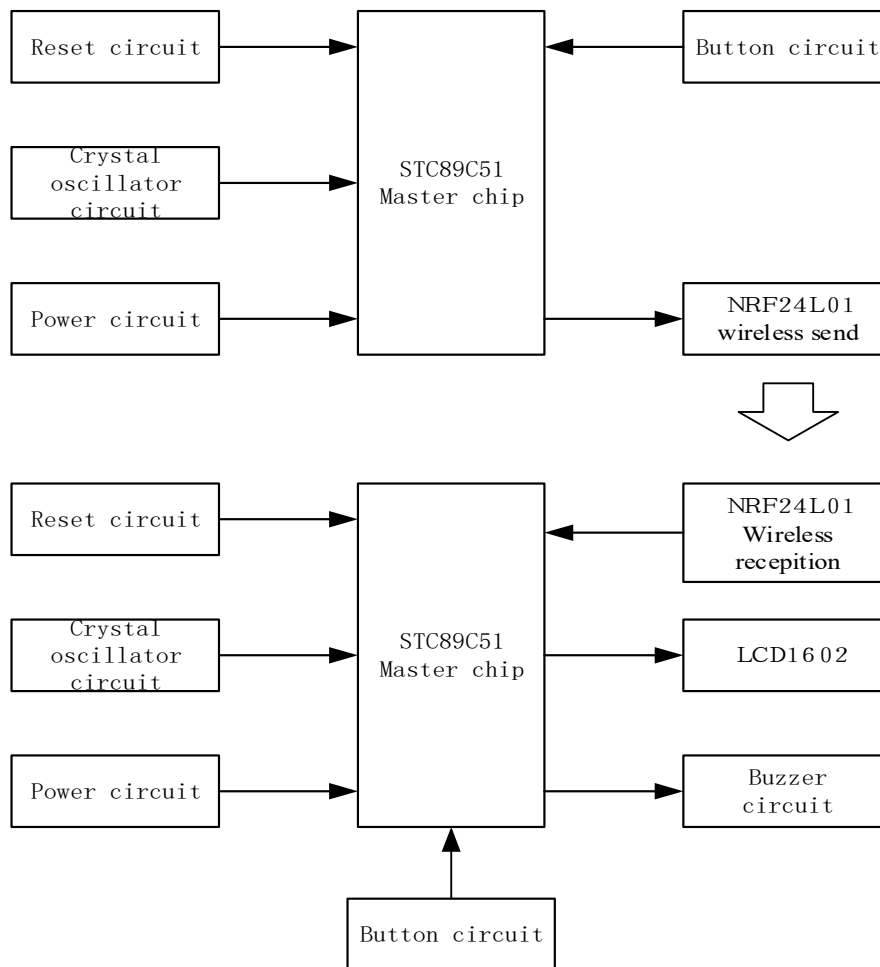 Reset circuit
Button circuit
Crystal
oscillator
circuit
STC89C51
Master chip
Power circuit
NRF24L01
wireless send
Reset circuit
NRF24L01
Wireless
recepition
Crystal
oscillator
circuit
STC89C51
Master chip
LCD1602
Power circuit
Buzzer
circuit
Button circuit